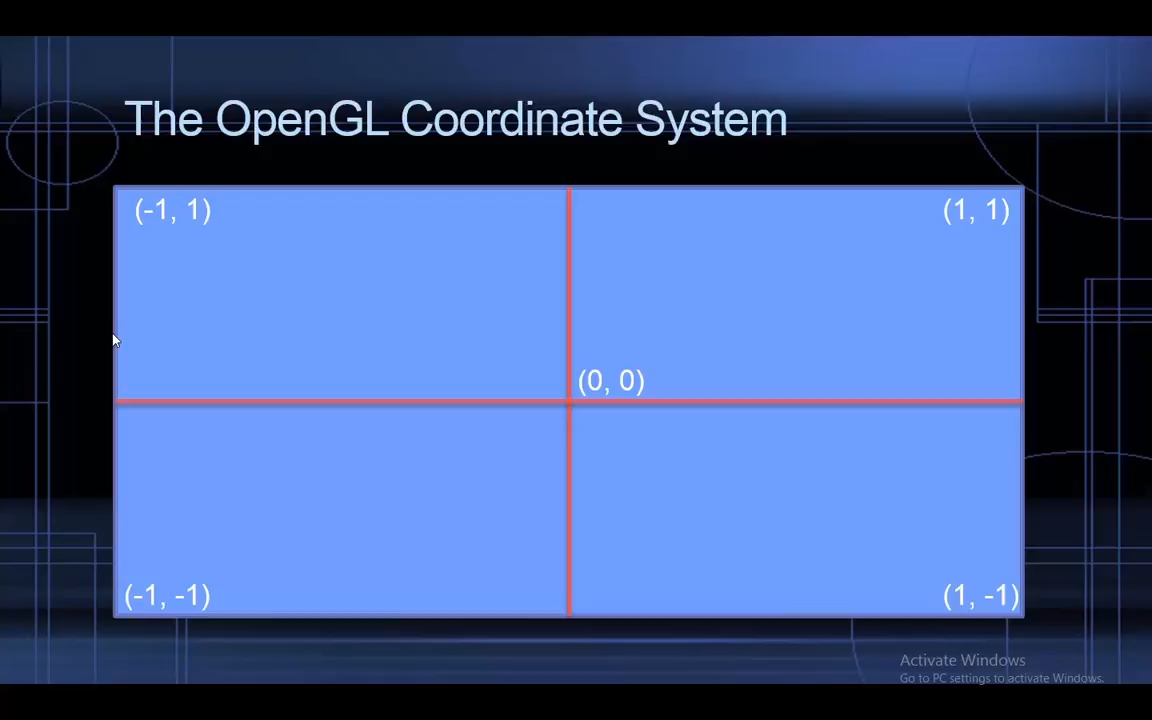 The OpenGL Coordinate System
(-1, 1)
(1, 1)
(0, 0)
(-1, -1)
(1, -1)
Activate Windows
Go to PC settings to activate Windows.